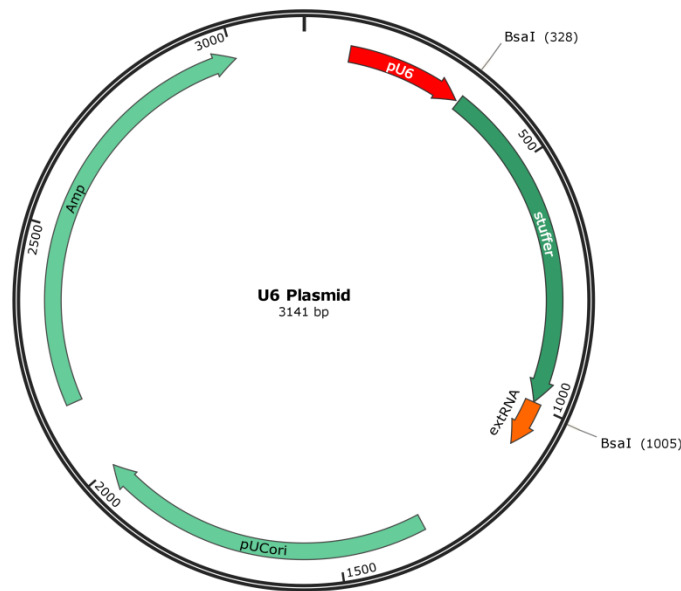 3000
BsaI (328)
pU6
500
Amp
stuffer
2500
U6 Plasmid
3141 bp
extRNA
1000
BsaI (1005)
2000
pUCori
1500